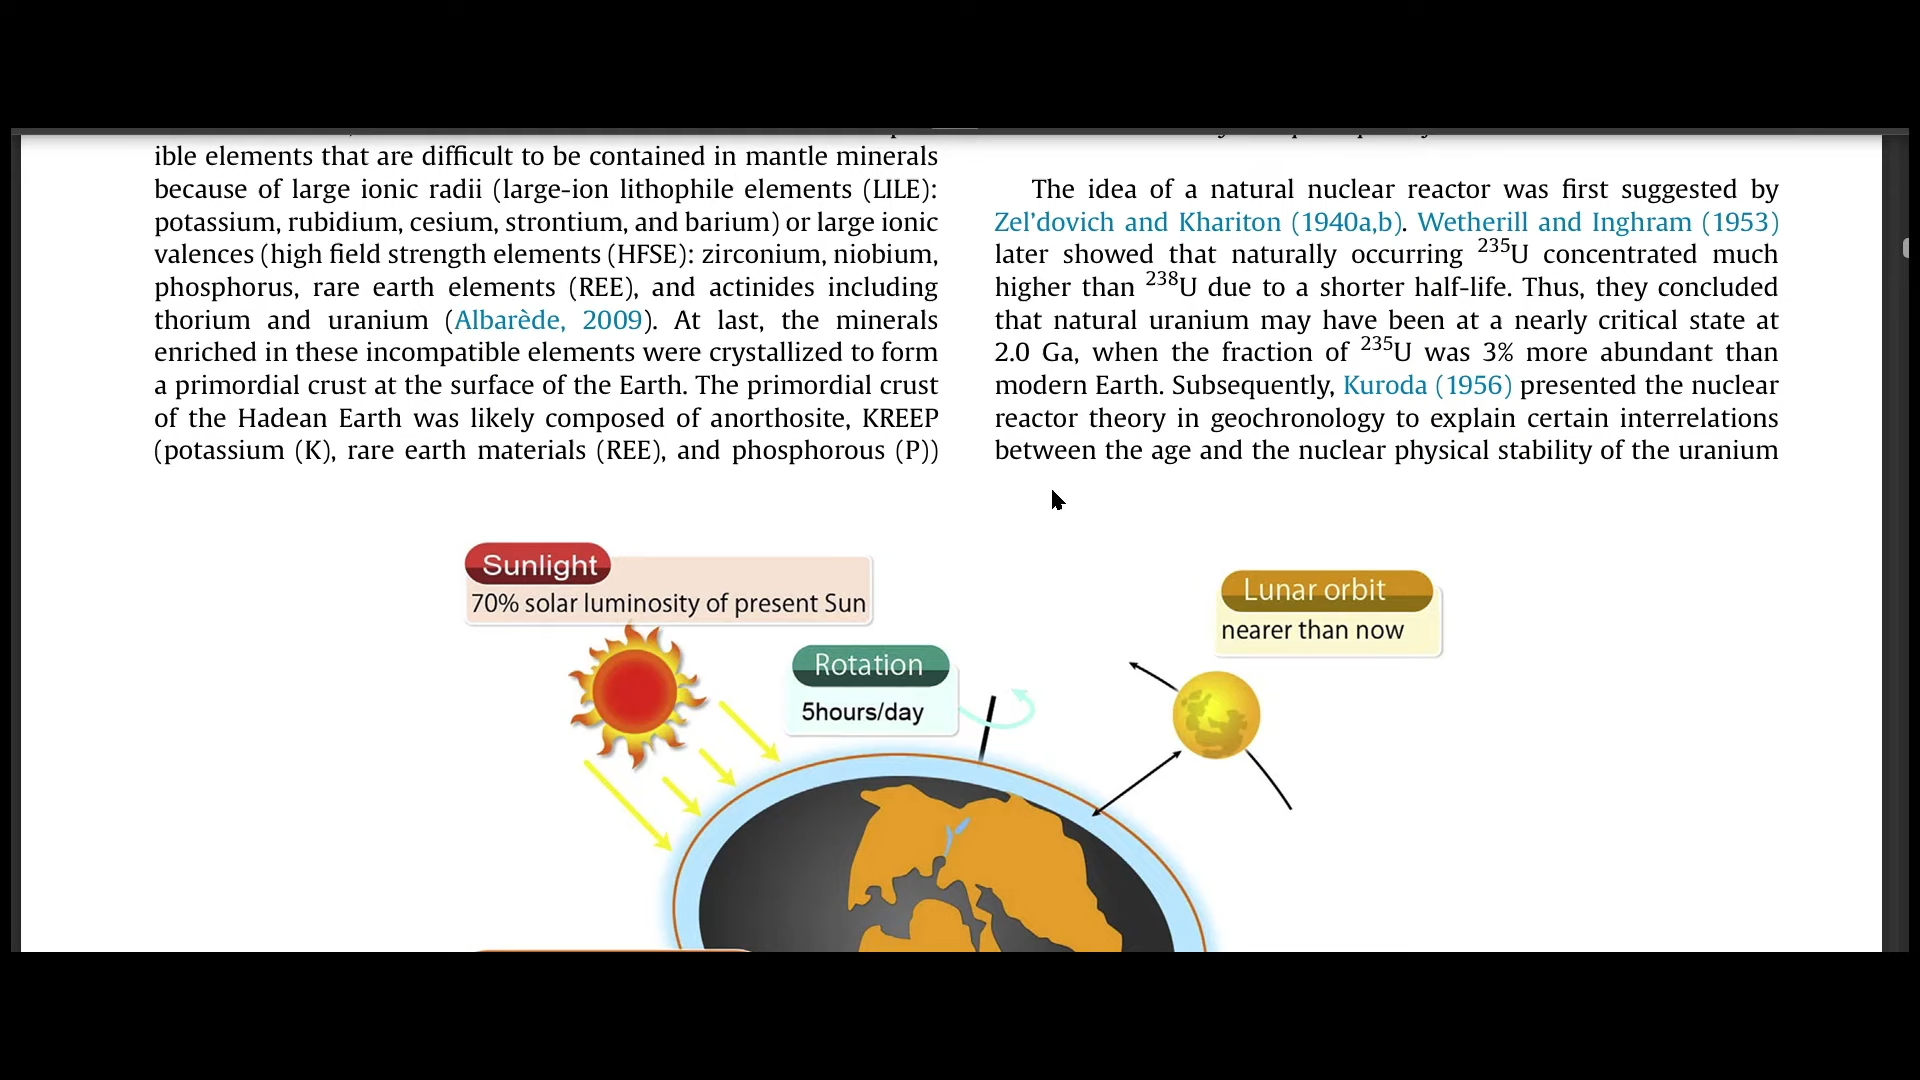 ible elements that are difficult to be contained in mantle minerals
because of large ionic radii (large-ion lithophile elements (LILE):
potassium, rubidium, cesium, strontium, and barium) or large ionic
valences (high field strength elements (HFSE): zirconium, niobium,
phosphorus, rare earth elements (REE), and actinides including
thorium and uranium (Albarède, 2009). At last, the minerals
enriched in these incompatible elements were crystallized to form
a primordial crust at the surface of the Earth. The primordial crust
of the Hadean Earth was likely composed of anorthosite, KREEP
(potassium (K), rare earth materials (REE), and phosphorous (P))
The idea of a natural nuclear reactor was first suggested by
Zel'dovich and Khariton (1940a,b). Wetherill and Inghram (1953)
later showed that naturally occurring ²³⁵U concentrated much
higher than ²³⁸U due to a shorter half-life. Thus, they concluded
that natural uranium may have been at a nearly critical state at
2.0 Ga, when the fraction of ²³⁵U was 3% more abundant than
modern Earth. Subsequently, Kuroda (1956) presented the nuclear
reactor theory in geochronology to explain certain interrelations
between the age and the nuclear physical stability of the uranium
Sunlight
70% solar luminosity of present Sun
Rotation
5hours/day
Lunar orbit
nearer than now